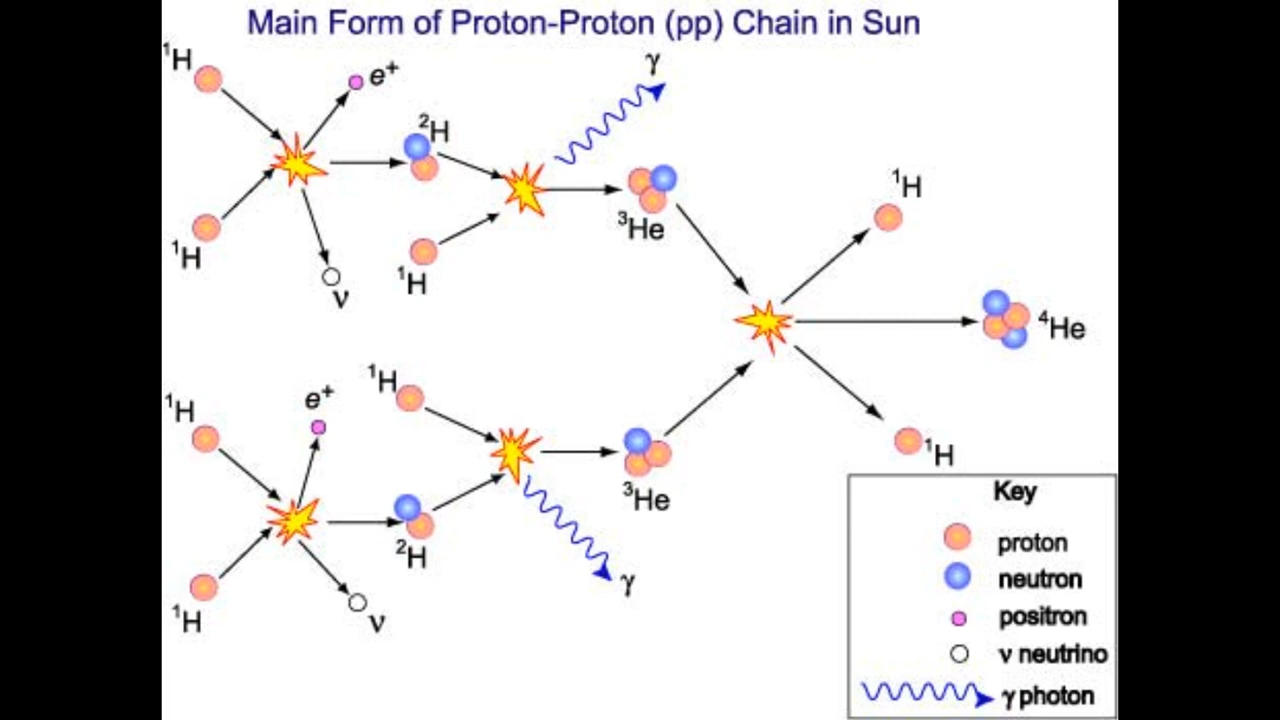 Main Form of Proton-Proton (pp) Chain in Sun
¹H
e⁺
γ
²H
¹H
³He
¹H
¹H
ν
⁴He
¹H
¹H
e⁺
¹H
²H
³He
¹H
¹H
ν
γ
Key
proton
neutron
positron
ν neutrino
γ photon